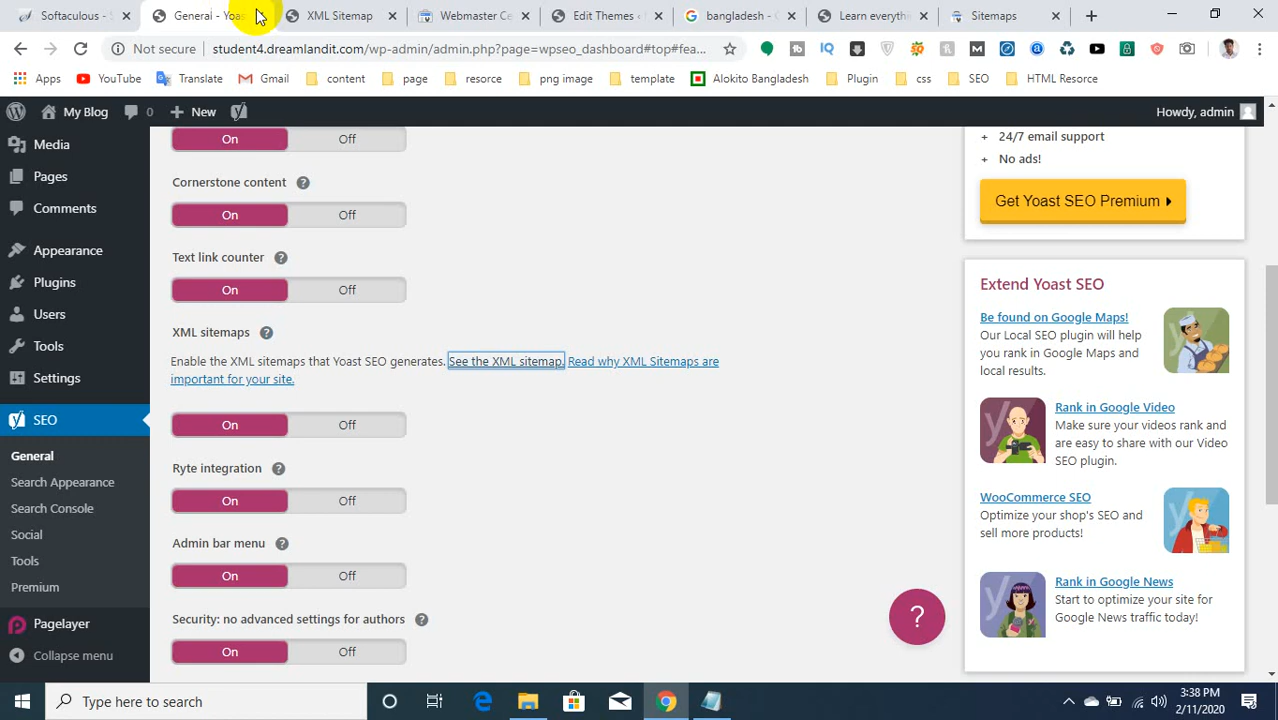 Softaculous -
General - Yoas
XML Sitemap
Webmaster Ce
Edit Themes ‹
bangladesh -
Learn everythi
Sitemaps
Not secure student4.dreamlandit.com/wp-admin/admin.php?page=wpseo_dashboard#top#fea...
Apps YouTube Translate Gmail content page resorce png image template Alokito Bangladesh Plugin css SEO HTML Resorce
My Blog 0 New Howdy, admin
Media
Pages
Comments
Appearance
Plugins
Users
Tools
Settings
SEO
General
Search Appearance
Search Console
Social
Tools
Premium
Pagelayer
Collapse menu
On Off
Cornerstone content ?
On Off
Text link counter ?
On Off
XML sitemaps ?
Enable the XML sitemaps that Yoast SEO generates. See the XML sitemap. Read why XML Sitemaps are
important for your site.
On Off
Ryte integration ?
On Off
Admin bar menu ?
On Off
Security: no advanced settings for authors ?
On Off
+ 24/7 email support
+ No ads!
Get Yoast SEO Premium
Extend Yoast SEO
Be found on Google Maps!
Our Local SEO plugin will help
you rank in Google Maps and
local results.
Rank in Google Video
Make sure your videos rank and
are easy to share with our Video
SEO plugin.
WooCommerce SEO
Optimize your shop's SEO and
sell more products!
Rank in Google News
Start to optimize your site for
Google News traffic today!
?
Type here to search
3:38 PM
2/11/2020